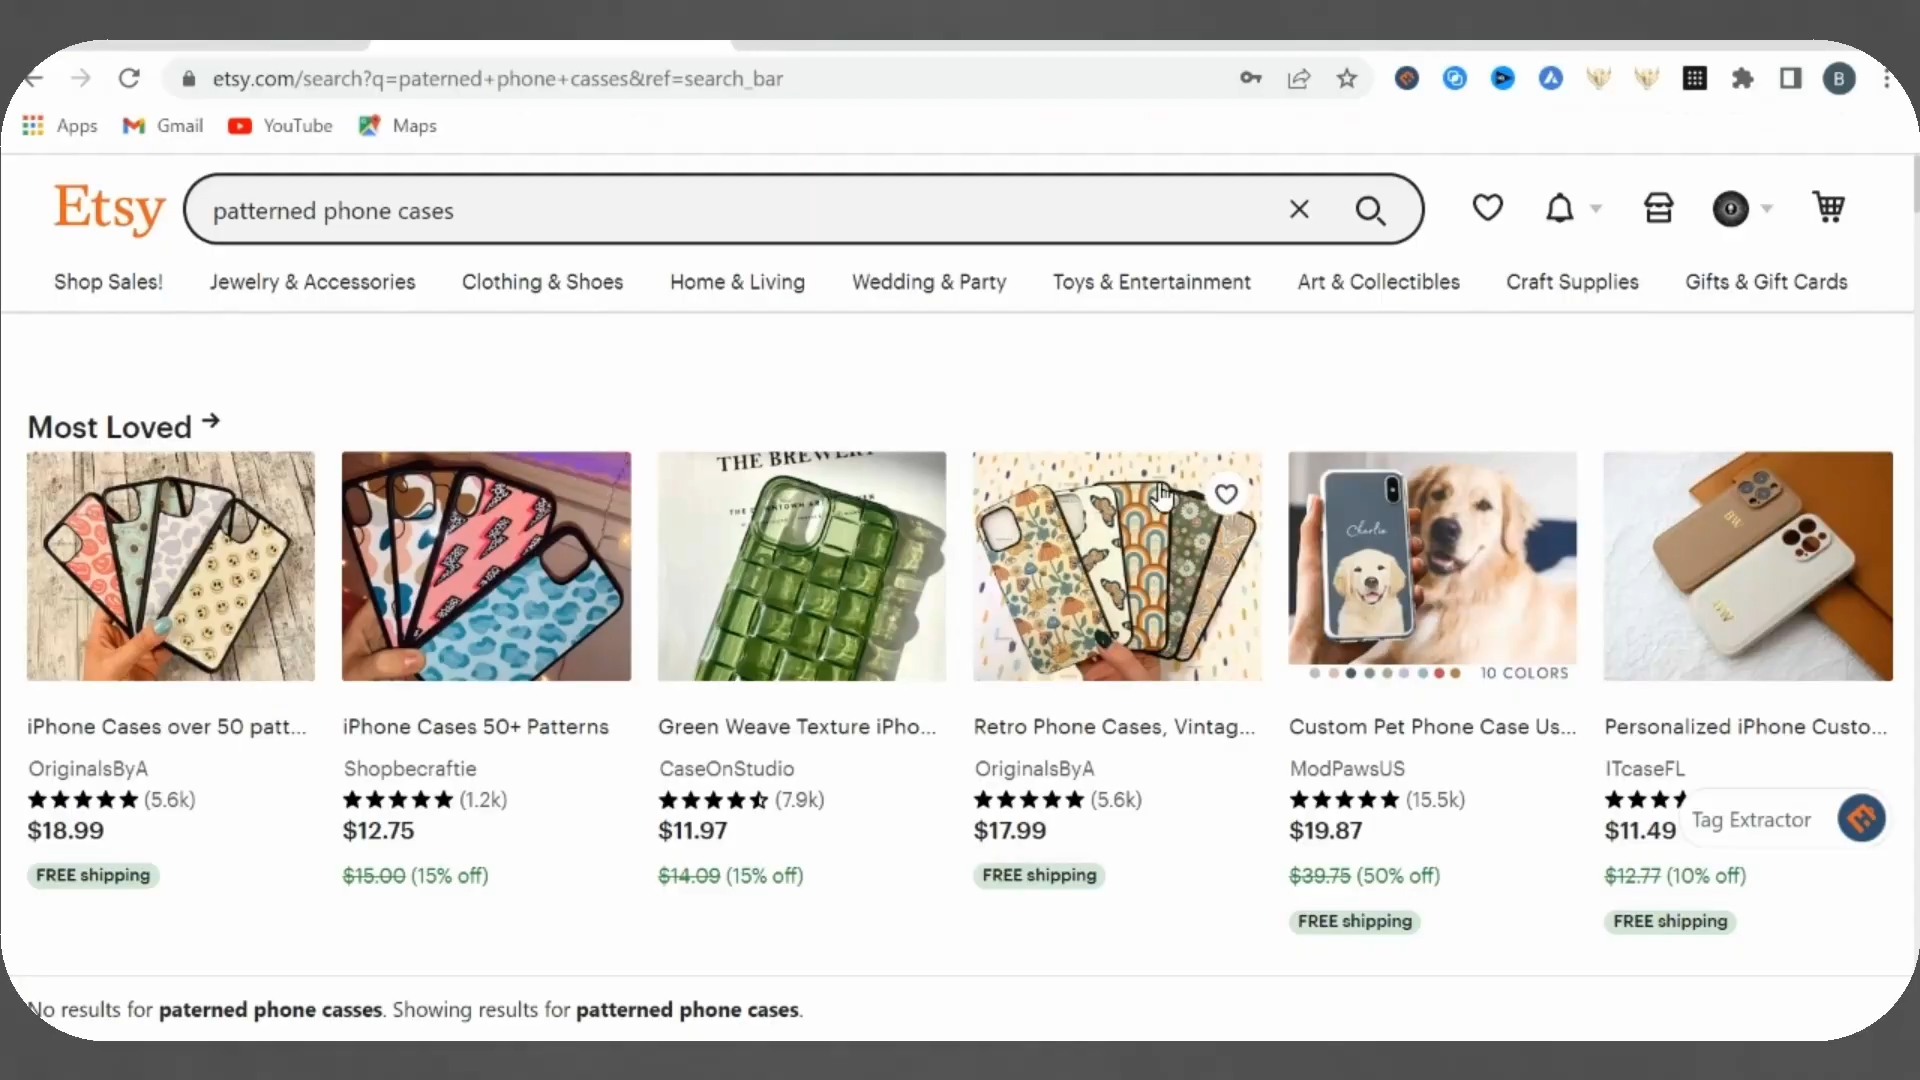 etsy.com/search?q=paterned+phone+casses&ref=search_bar
B
Apps Gmail YouTube Maps
Etsy
patterned phone cases
Shop Sales! Jewelry & Accessories Clothing & Shoes Home & Living Wedding & Party Toys & Entertainment Art & Collectibles Craft Supplies Gifts & Gift Cards
Most Loved →
THE BREWERY
Charlie
BW
10 COLORS
iPhone Cases over 50 patt... iPhone Cases 50+ Patterns Green Weave Texture iPho... Retro Phone Cases, Vintag... Custom Pet Phone Case Us... Personalized iPhone Custo...
OriginalsByA Shopbecraftie CaseOnStudio OriginalsByA ModPawsUS ITcaseFL
(5.6k) (1.2k) (7.9k) (5.6k) (15.5k)
Tag Extractor
$18.99 $12.75 $11.97 $17.99 $19.87 $11.49
FREE shipping $15.00 (15% off) $14.09 (15% off) FREE shipping $39.75 (50% off) $12.77 (10% off)
FREE shipping FREE shipping
No results for paterned phone casses. Showing results for patterned phone cases.